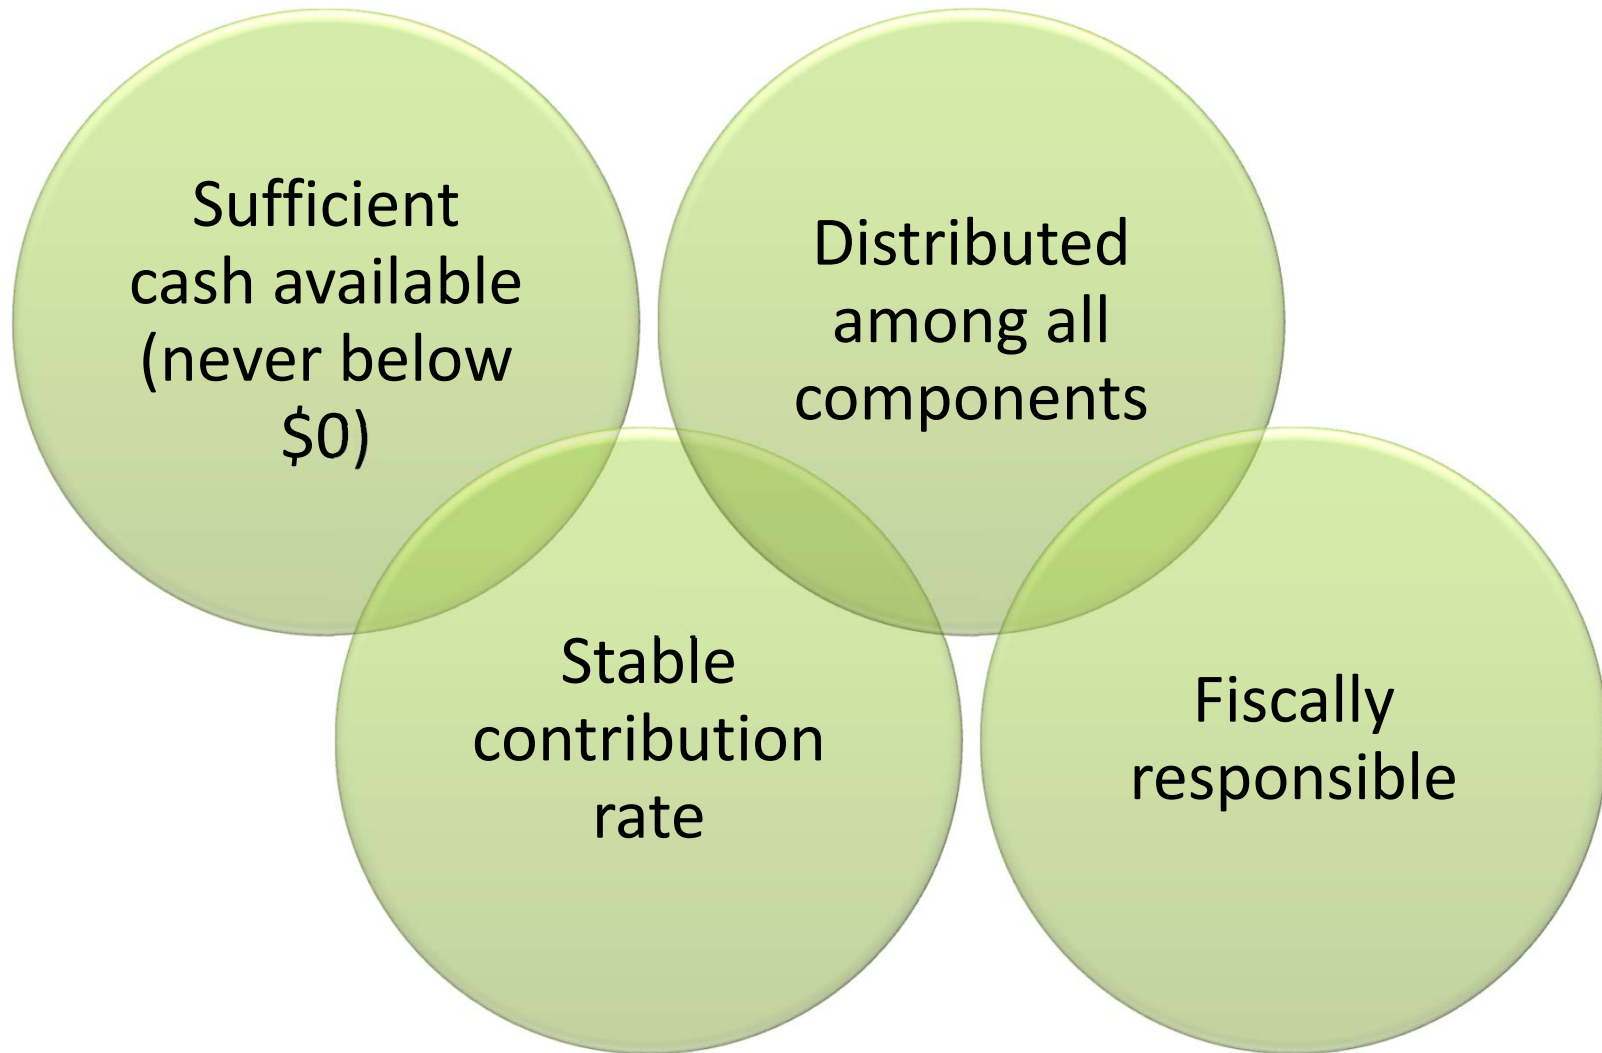 Sufficient
cash available
(never below
$0)
Distributed
among all
components
Stable
contribution
rate
Fiscally
responsible